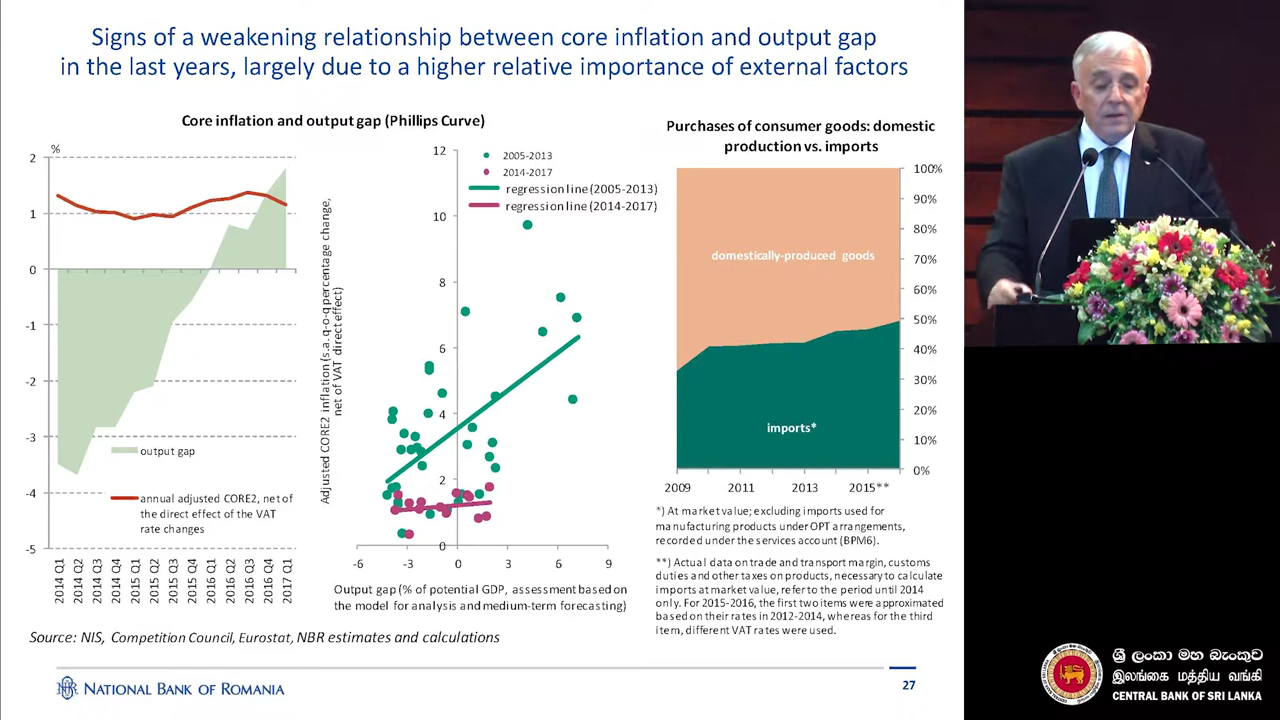 Signs of a weakening relationship between core inflation and output gap
in the last years, largely due to a higher relative importance of external factors
Core inflation and output gap (Phillips Curve)
%
2
1
0
-1
-2
-3
-4
-5
output gap
annual adjusted CORE2, net of
the direct effect of the VAT
rate changes
2014 Q1
2014 Q2
2014 Q3
2014 Q4
2015 Q1
2015 Q2
2015 Q3
2015 Q4
2016 Q1
2016 Q2
2016 Q3
2016 Q4
2017 Q1
Adjusted CORE2 inflation (s.a. q-o-q percentage change,
net of VAT direct effect)
12
10
8
6
4
2
0
2005-2013
2014-2017
regression line (2005-2013)
regression line (2014-2017)
-6
-3
0
3
6
9
Output gap (% of potential GDP, assessment based on
the model for analysis and medium-term forecasting)
Purchases of consumer goods: domestic
production vs. imports
domestically-produced goods
imports*
100%
90%
80%
70%
60%
50%
40%
30%
20%
10%
0%
2009
2011
2013
2015**
*) At market value; excluding imports used for
manufacturing products under OPT arrangements,
recorded under the services account (BPM6).
**) Actual data on trade and transport margin, customs
duties and other taxes on products, necessary to calculate
imports at market value, refer to the period until 2014
only. For 2015-2016, the first two items were approximated
based on their rates in 2012-2014, whereas for the third
item, different VAT rates were used.
Source: NIS, Competition Council, Eurostat, NBR estimates and calculations
NATIONAL BANK OF ROMANIA
27
ශ්‍රී ලංකා මහ බැංකුව
இலங்கை மத்திய வங்கி
CENTRAL BANK OF SRI LANKA